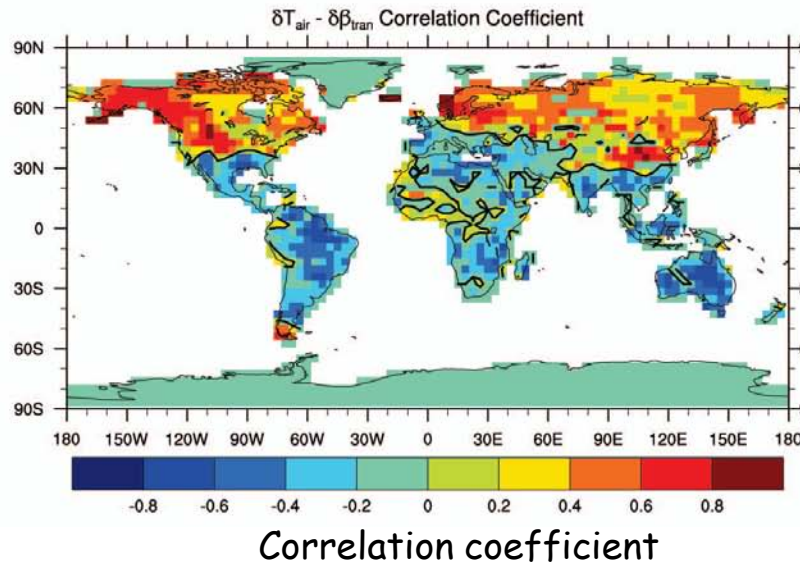 δT_air - δβ_tran Correlation Coefficient
90N
60N
30N
0
30S
60S
90S
180 150W 120W 90W 60W 30W 0 30E 60E 90E 120E 150E 180
-0.8 -0.6 -0.4 -0.2 0 0.2 0.4 0.6 0.8
Correlation coefficient